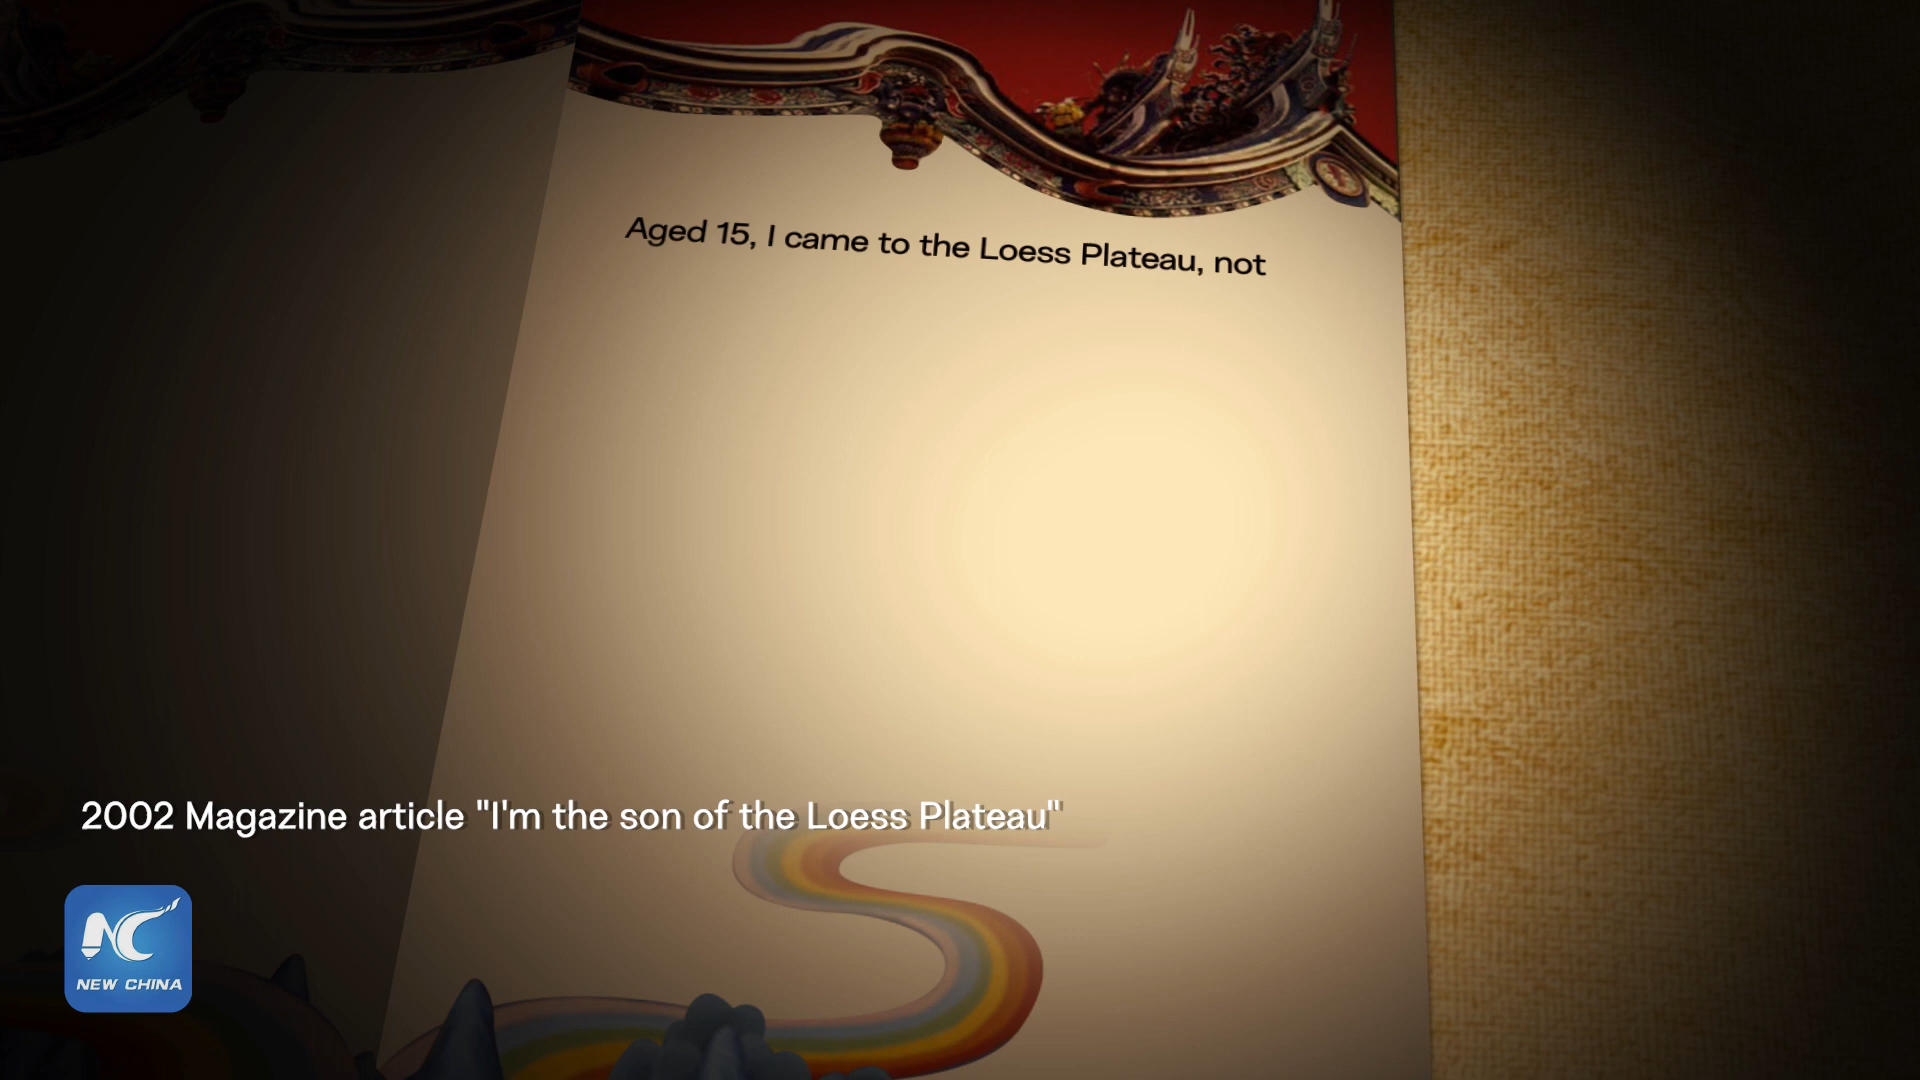 Aged 15, I came to the Loess Plateau, not
2002 Magazine article "I'm the son of the Loess Plateau"
NC
NEW CHINA